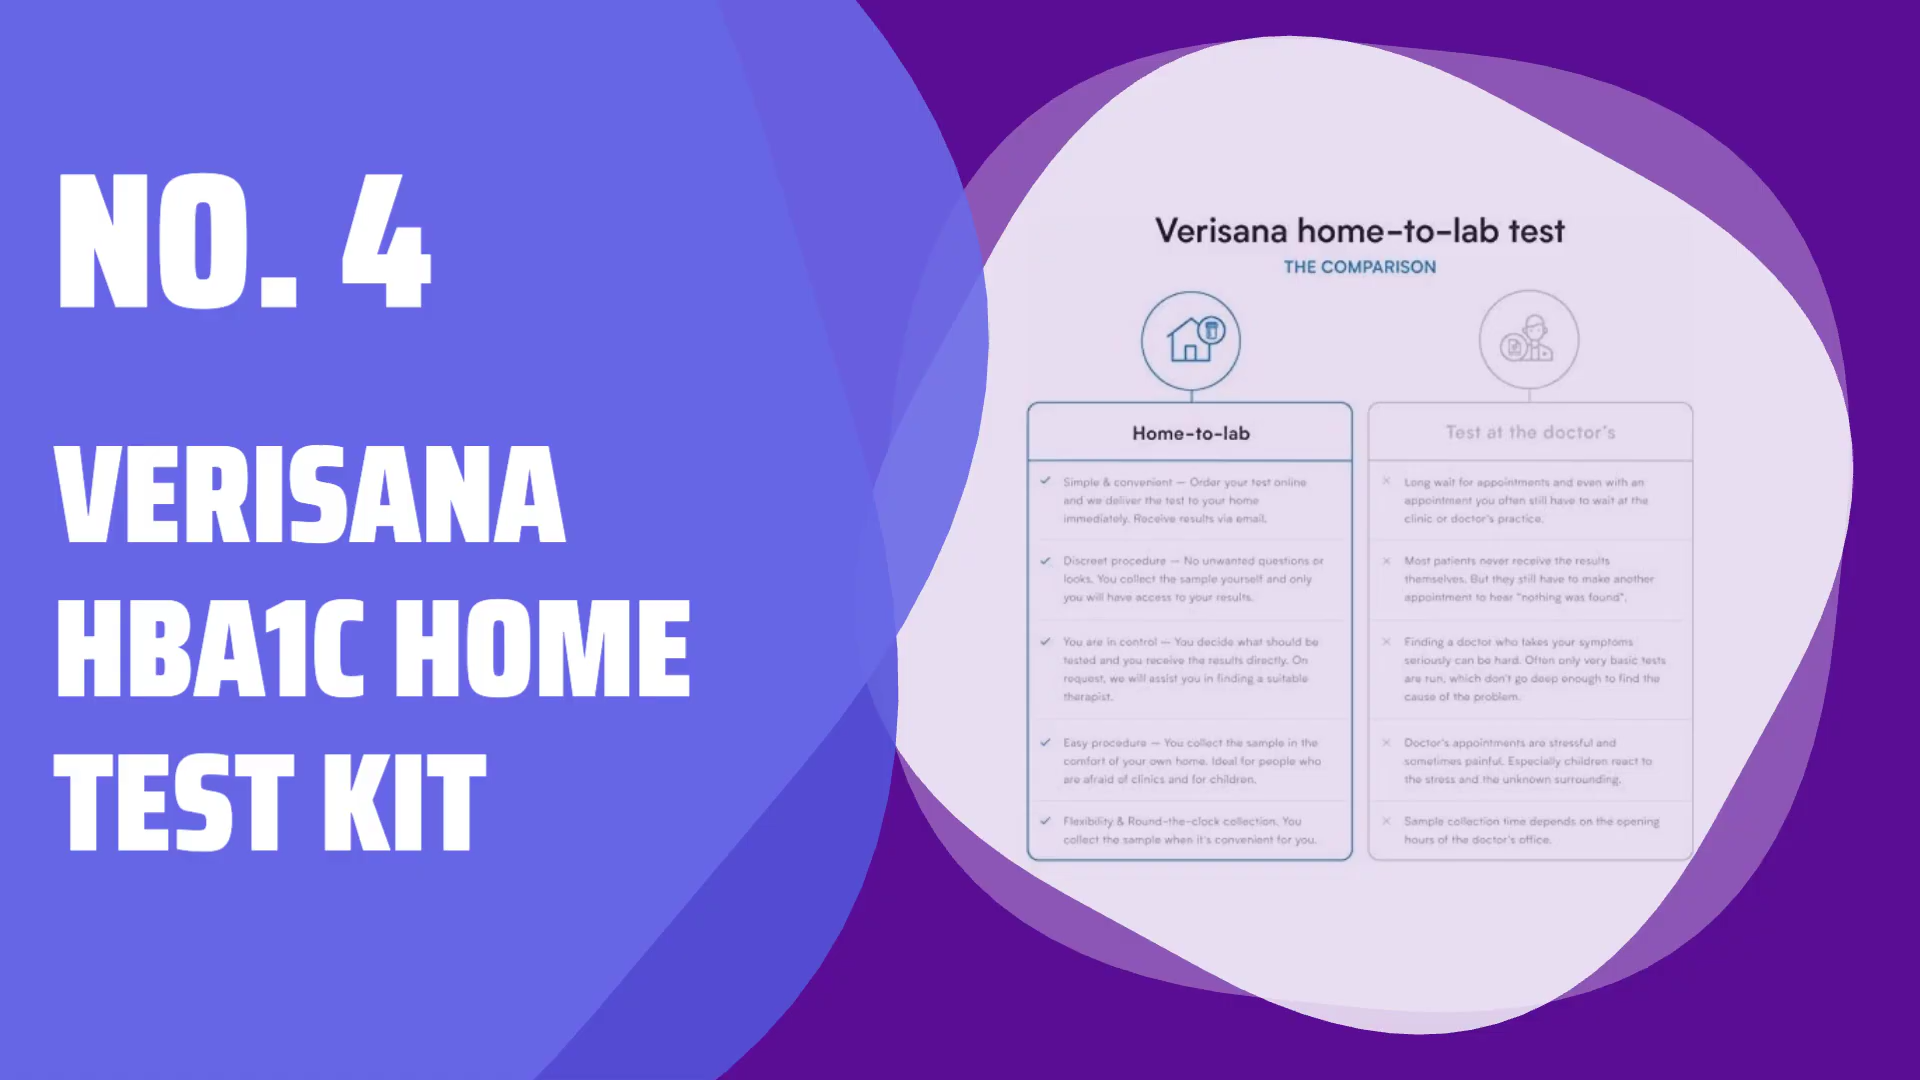 NO. 4
VERISANA
HBA1C HOME
TEST KIT
Verisana home-to-lab test
THE COMPARISON
Home-to-lab
Simple & convenient — Order your test online
and we deliver the test to your home
immediately. Receive results via email.
Discreet procedure — No unwanted questions or
looks. You collect the sample yourself and only
you will have access to your results.
You are in control — You decide what should be
tested and you receive the results directly. On
request, we will assist you in finding a suitable
therapist.
Easy procedure — You collect the sample in the
comfort of your own home. Ideal for people who
are afraid of clinics and for children.
Flexibility & Round-the-clock collection. You
collect the sample when it's convenient for you.
Test at the doctor's
Long wait for appointments and even with an
appointment you often still have to wait at the
clinic or doctor's practice.
Most patients never receive the results
themselves. But they still have to make another
appointment to hear "nothing was found".
Finding a doctor who takes your symptoms
seriously can be hard. Often only very basic tests
are run, which don't go deep enough to find the
cause of the problem.
Doctor's appointments are stressful and
sometimes painful. Especially children react to
the stress and the unknown surrounding.
Sample collection time depends on the opening
hours of the doctor's office.